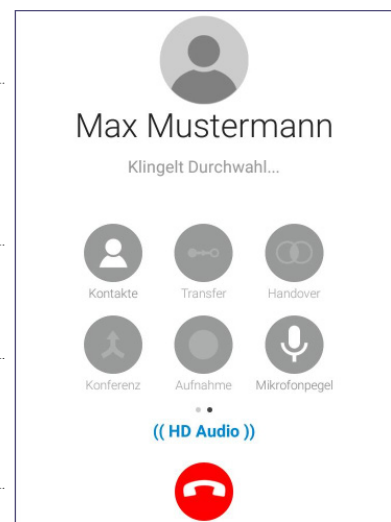 Max Mustermann
Klingelt Durchwahl...
Kontakte Transfer Handover
Konferenz Aufnahme Mikrofonpegel
(( HD Audio ))